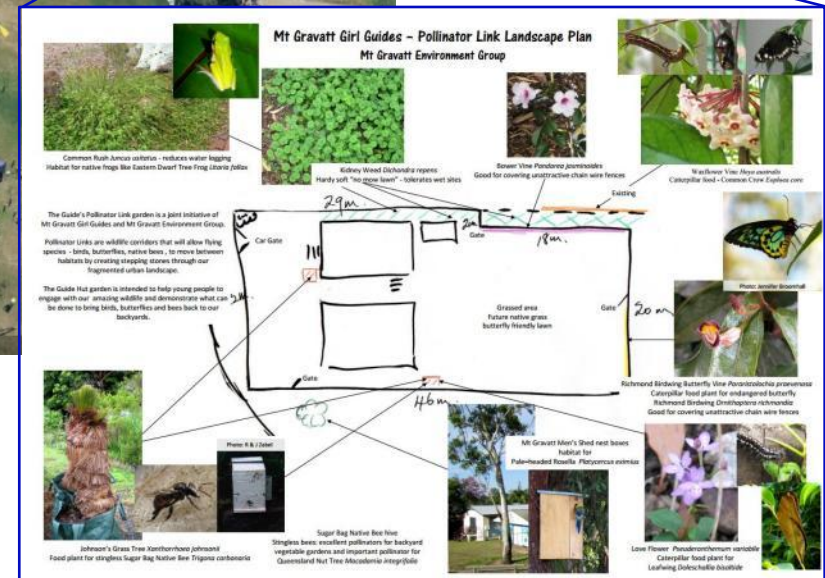 Mt Gravatt Girl Guides – Pollinator Link Landscape Plan
Mt Gravatt Environment Group
Common Rush Juncus usitatus - reduces water logging
Habitat for native frogs like Eastern Dwarf Tree Frog Litoria fallax
Kidney Weed Dichondra repens
Hardy soft "no mow lawn" - tolerates wet sites
Bower Vine Pandorea jasminoides
Good for covering unattractive chain wire fences
Waxflower Vine Hoya australis
Caterpillar food - Common Crow Euploea core
Existing
The Guide's Pollinator Link garden is a joint initiative of
Mt Gravatt Girl Guides and Mt Gravatt Environment Group.
Pollinator Links are wildlife corridors that will allow flying
species - birds, butterflies, native bees, to move between
habitats by creating stepping stones through our
fragmented urban landscape.
The Guide Hut garden is intended to help young people to
engage with our amazing wildlife and demonstrate what can
be done to bring birds, butterflies and bees back to our
backyards.
29m.
Car Gate
Gate
18m.
Grassed area
Future native grass
butterfly friendly lawn
Gate
20m
Gate
46m.
Photo: Jennifer Broomhall
Richmond Birdwing Butterfly Vine Pararistolochia praevenosa
Caterpillar food plant for endangered butterfly
Richmond Birdwing Ornithoptera richmondia
Good for covering unattractive chain wire fences
Photo: R & J Zabel
Johnson's Grass Tree Xanthorrhoea johnsonii
Food plant for stingless Sugar Bag Native Bee Trigona carbonaria
Sugar Bag Native Bee hive
Stingless bees: excellent pollinators for backyard
vegetable gardens and important pollinator for
Queensland Nut Tree Macadamia integrifolia
Mt Gravatt Men's Shed nest boxes
habitat for
Pale-headed Rosella Platycercus eximius
Love Flower Pseuderanthemum variabile
Caterpillar food plant for
Leafwing Doleschallia bisaltide